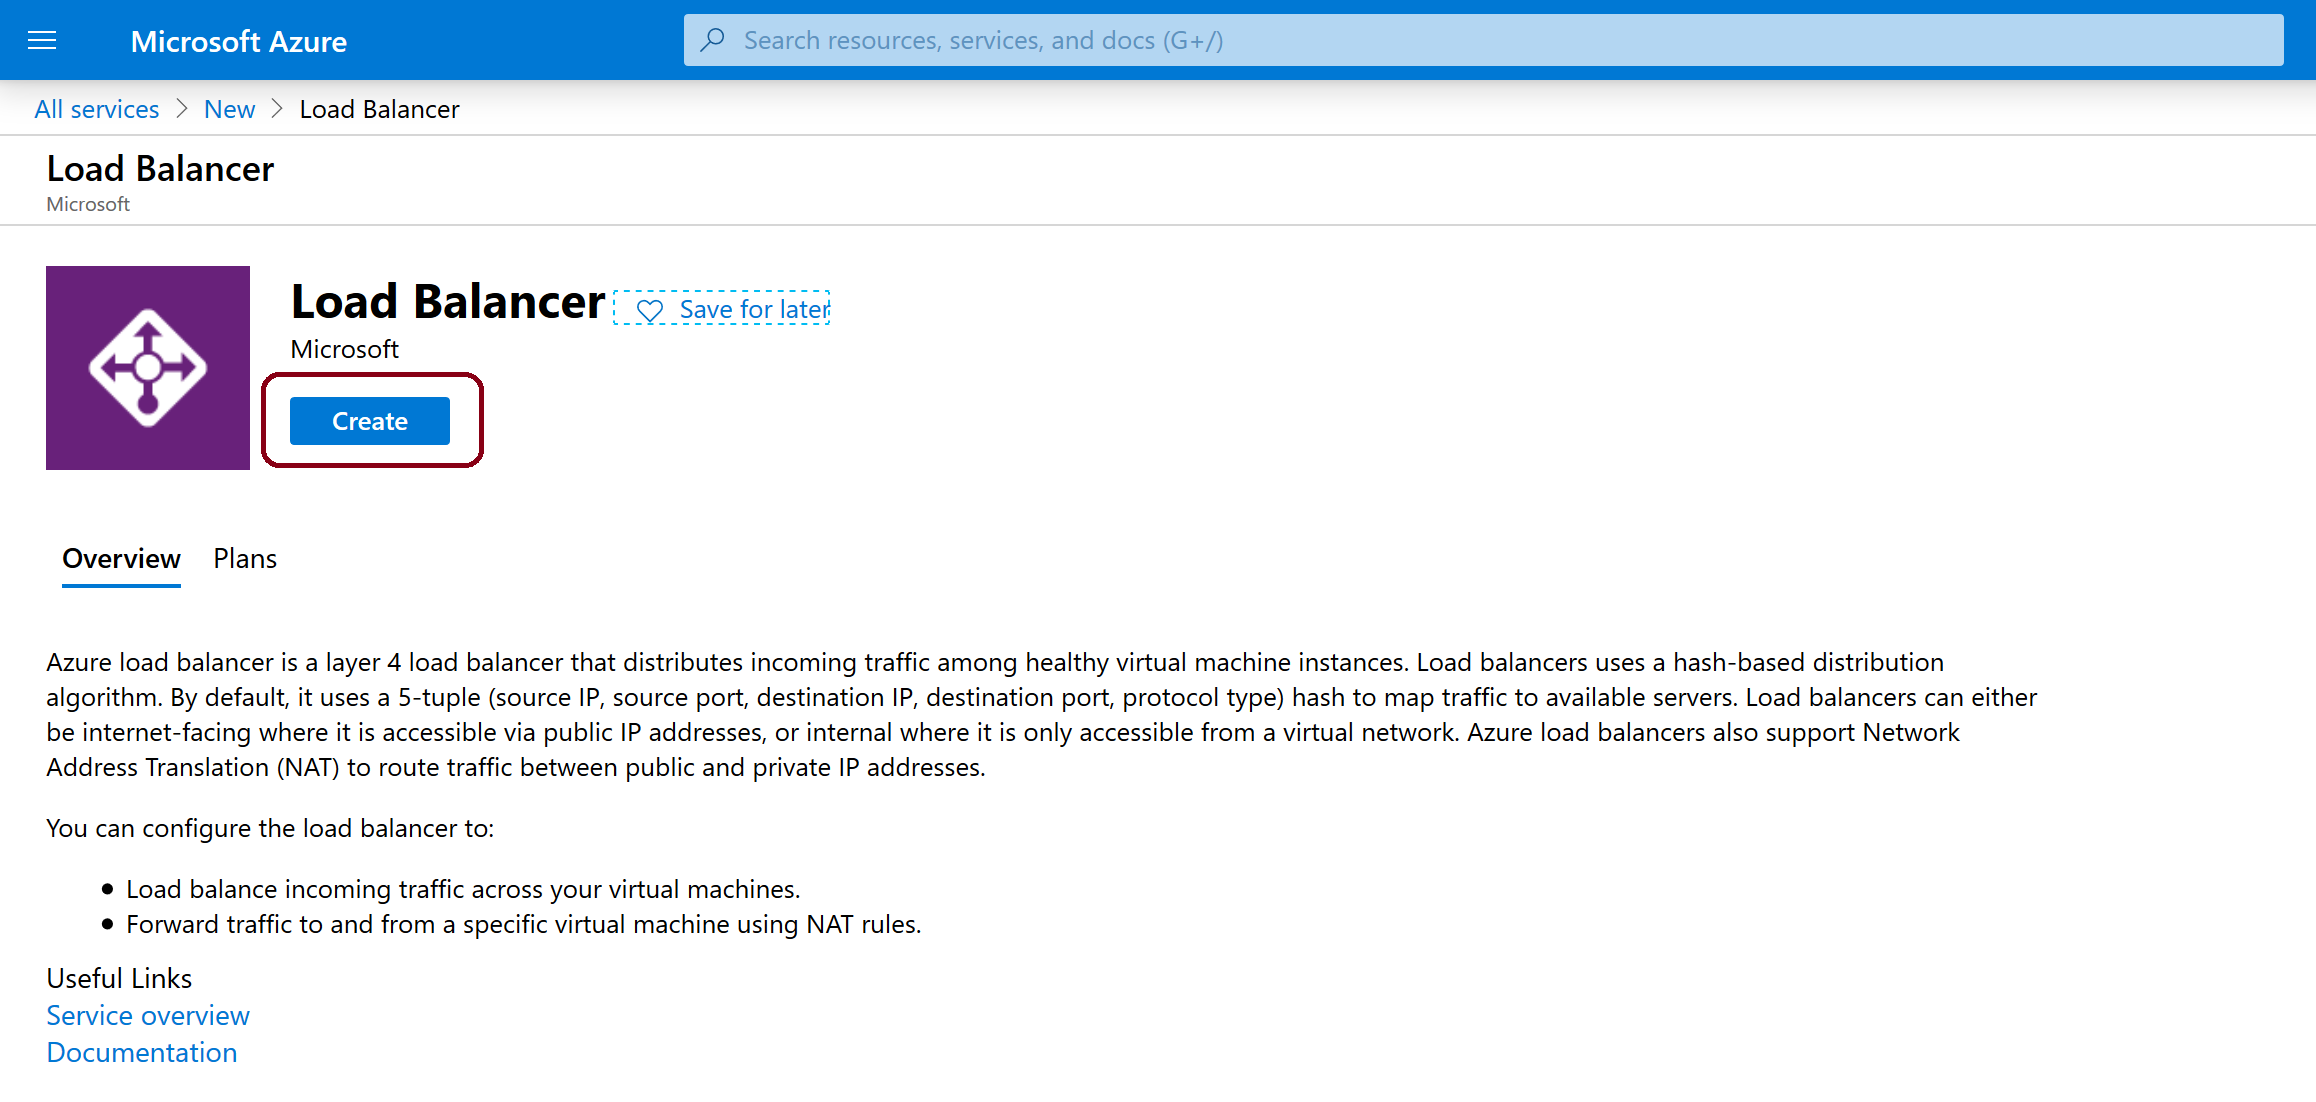 Microsoft Azure
Search resources, services, and docs (G+/)
All services > New > Load Balancer
Load Balancer
Microsoft
Load Balancer Save for later
Microsoft
Create
Overview Plans
Azure load balancer is a layer 4 load balancer that distributes incoming traffic among healthy virtual machine instances. Load balancers uses a hash-based distribution
algorithm. By default, it uses a 5-tuple (source IP, source port, destination IP, destination port, protocol type) hash to map traffic to available servers. Load balancers can either
be internet-facing where it is accessible via public IP addresses, or internal where it is only accessible from a virtual network. Azure load balancers also support Network
Address Translation (NAT) to route traffic between public and private IP addresses.
You can configure the load balancer to:
• Load balance incoming traffic across your virtual machines.
• Forward traffic to and from a specific virtual machine using NAT rules.
Useful Links
Service overview
Documentation